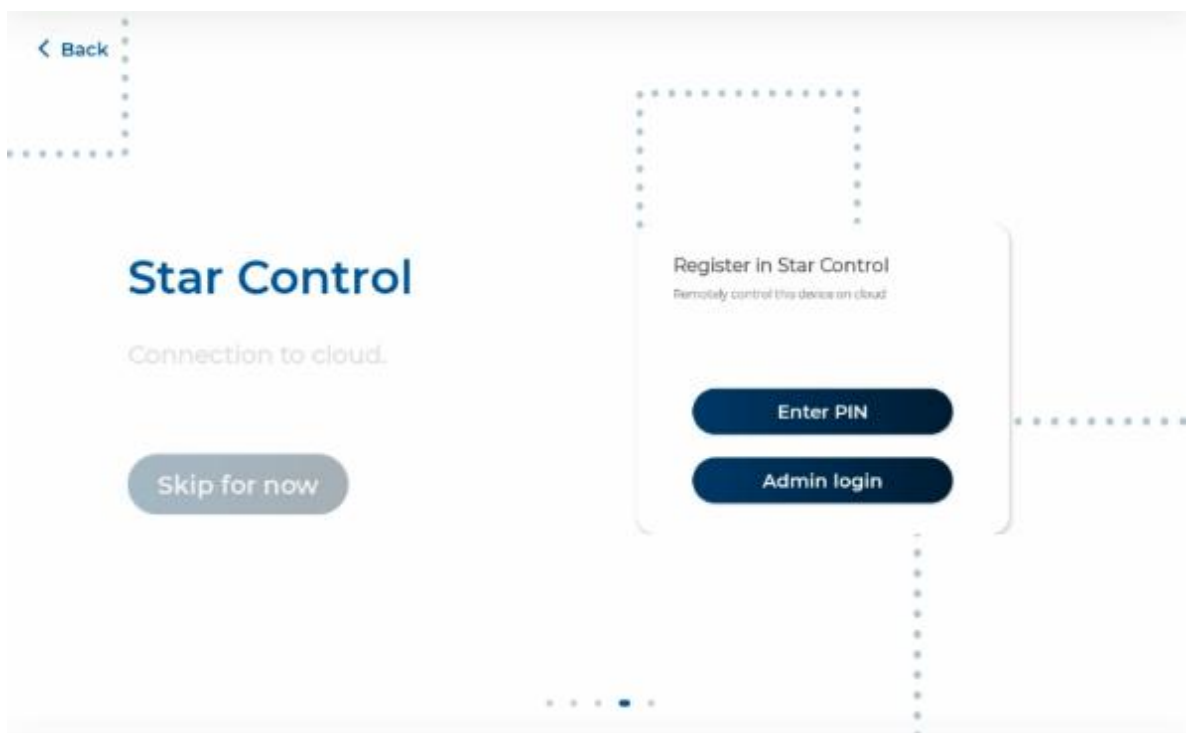 Back
Star Control
Connection to cloud.
Skip for now
Register in Star Control
Remotely control this device on cloud
Enter PIN
Admin login